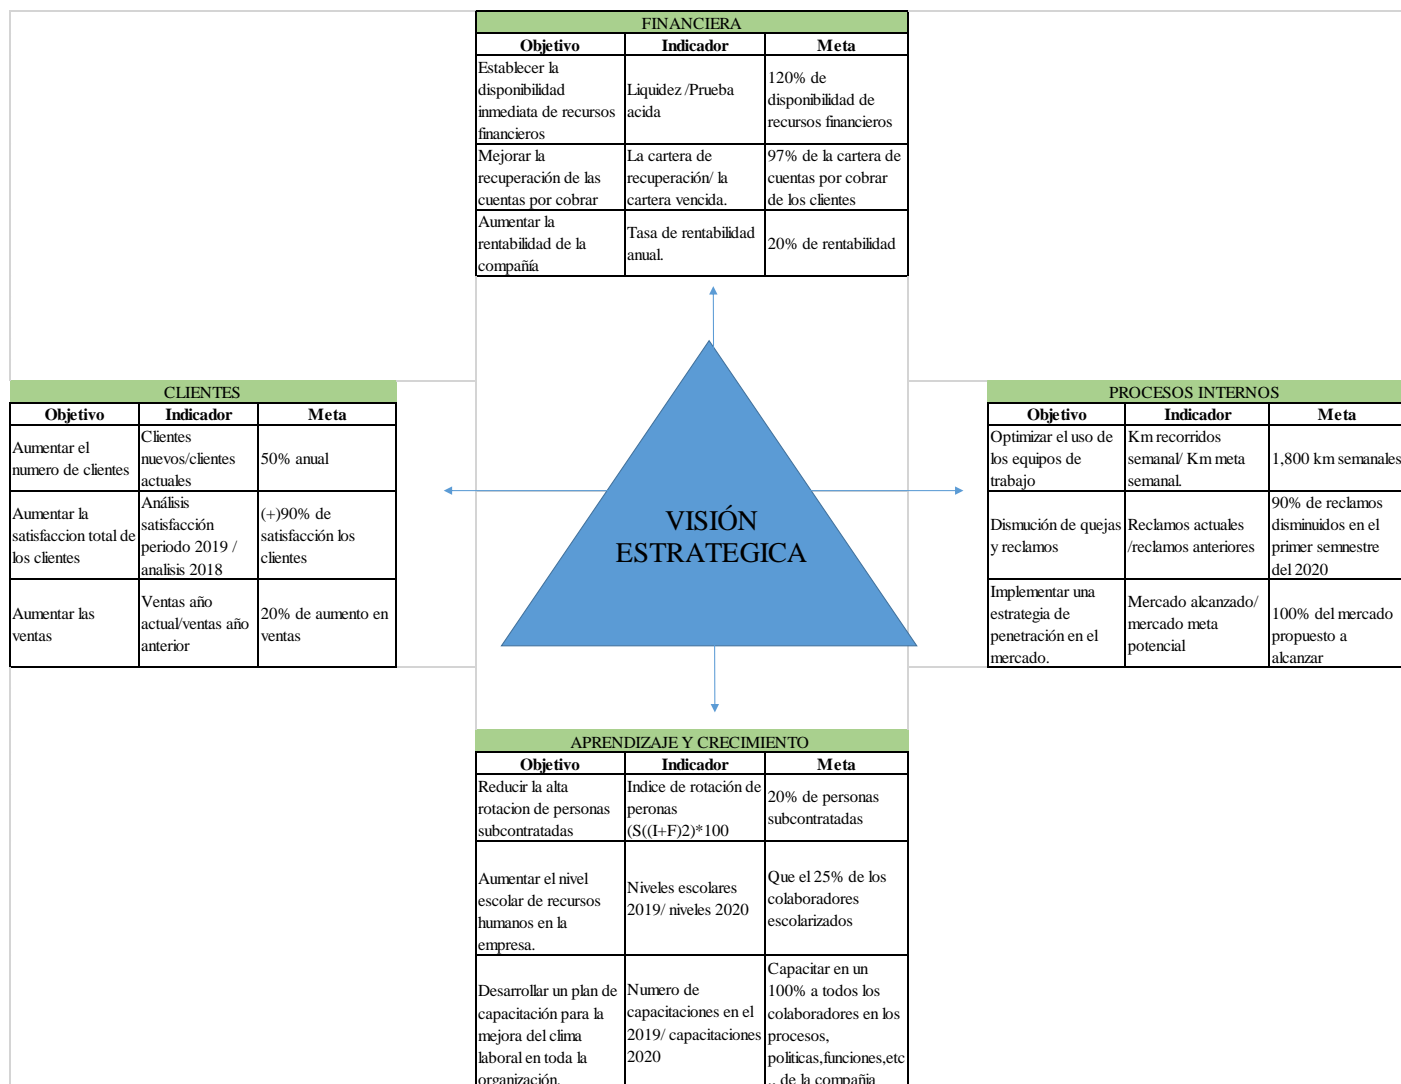 FINANCIERA
Objetivo Indicador Meta
Establecer la
disponibilidad
inmediata de recursos
financieros
Liquidez /Prueba
acida
120% de
disponibilidad de
recursos financieros
Mejorar la
recuperación de las
cuentas por cobrar
La cartera de
recuperación/ la
cartera vencida.
97% de la cartera de
cuentas por cobrar
de los clientes
Aumentar la
rentabilidad de la
compañía
Tasa de rentabilidad
anual.
20% de rentabilidad
CLIENTES
Objetivo Indicador Meta
Aumentar el
numero de clientes
Clientes
nuevos/clientes
actuales
50% anual
Aumentar la
satisfaccion total de
los clientes
Análisis
satisfacción
periodo 2019 /
analisis 2018
(+)90% de
satisfacción los
clientes
Aumentar las
ventas
Ventas año
actual/ventas año
anterior
20% de aumento en
ventas
VISIÓN
ESTRATEGICA
PROCESOS INTERNOS
Objetivo Indicador Meta
Optimizar el uso de
los equipos de
trabajo
Km recorridos
semanal/ Km meta
semanal.
1,800 km semanales
Dismución de quejas
y reclamos
Reclamos actuales
/reclamos anteriores
90% de reclamos
disminuidos en el
primer semnestre
del 2020
Implementar una
estrategia de
penetración en el
mercado.
Mercado alcanzado/
mercado meta
potencial
100% del mercado
propuesto a
alcanzar
APRENDIZAJE Y CRECIMIENTO
Objetivo Indicador Meta
Reducir la alta
rotacion de personas
subcontratadas
Indice de rotación de
peronas
(S((I+F)2)*100
20% de personas
subcontratadas
Aumentar el nivel
escolar de recursos
humanos en la
empresa.
Niveles escolares
2019/ niveles 2020
Que el 25% de los
colaboradores
escolarizados
Desarrollar un plan de
capacitación para la
mejora del clima
laboral en toda la
organización.
Numero de
capacitaciones en el
2019/ capacitaciones
2020
Capacitar en un
100% a todos los
colaboradores en los
procesos,
politicas,funciones,etc
.. de la compañia